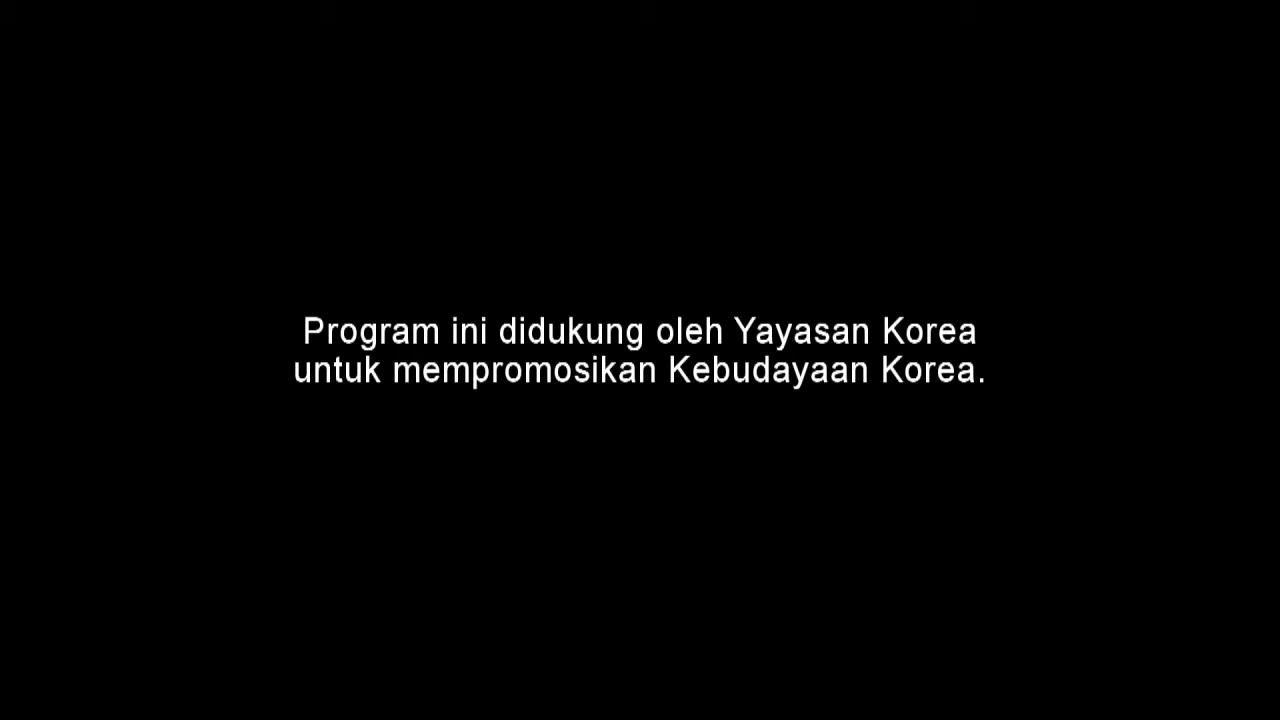 Program ini didukung oleh Yayasan Korea
untuk mempromosikan Kebudayaan Korea.